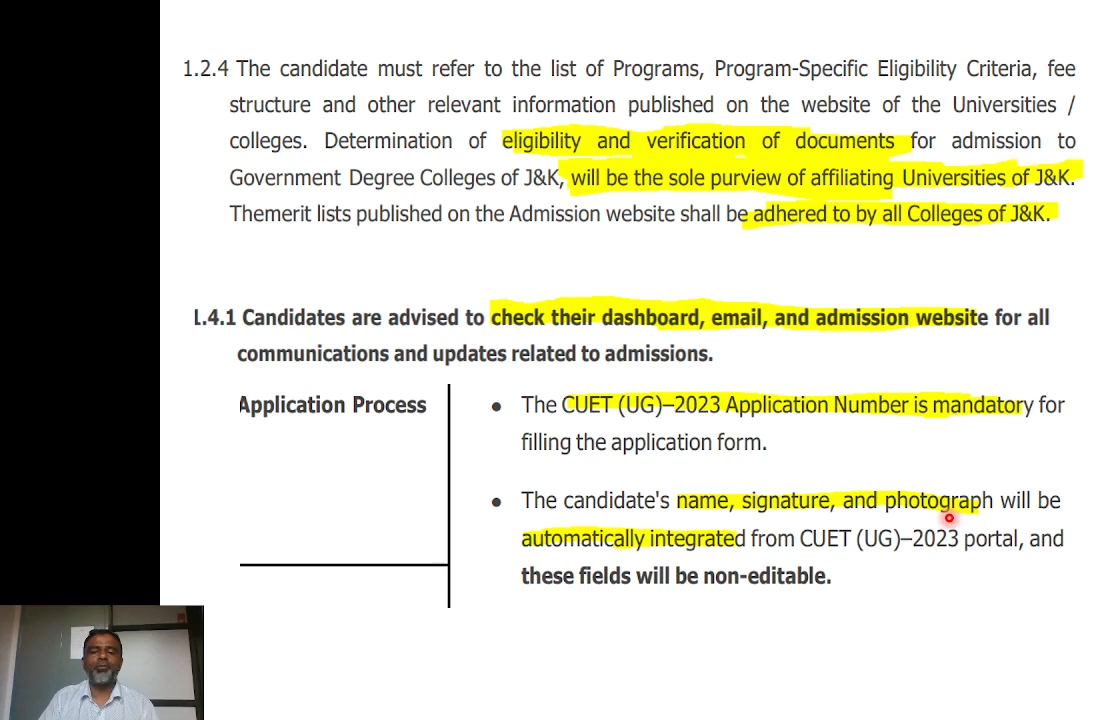 1.2.4 The candidate must refer to the list of Programs, Program-Specific Eligibility Criteria, fee
structure and other relevant information published on the website of the Universities /
colleges. Determination of eligibility and verification of documents for admission to
Government Degree Colleges of J&K, will be the sole purview of affiliating Universities of J&K.
Themerit lists published on the Admission website shall be adhered to by all Colleges of J&K.
1.4.1 Candidates are advised to check their dashboard, email, and admission website for all
communications and updates related to admissions.
Application Process
• The CUET (UG)–2023 Application Number is mandatory for
filling the application form.
• The candidate's name, signature, and photograph will be
automatically integrated from CUET (UG)–2023 portal, and
these fields will be non-editable.